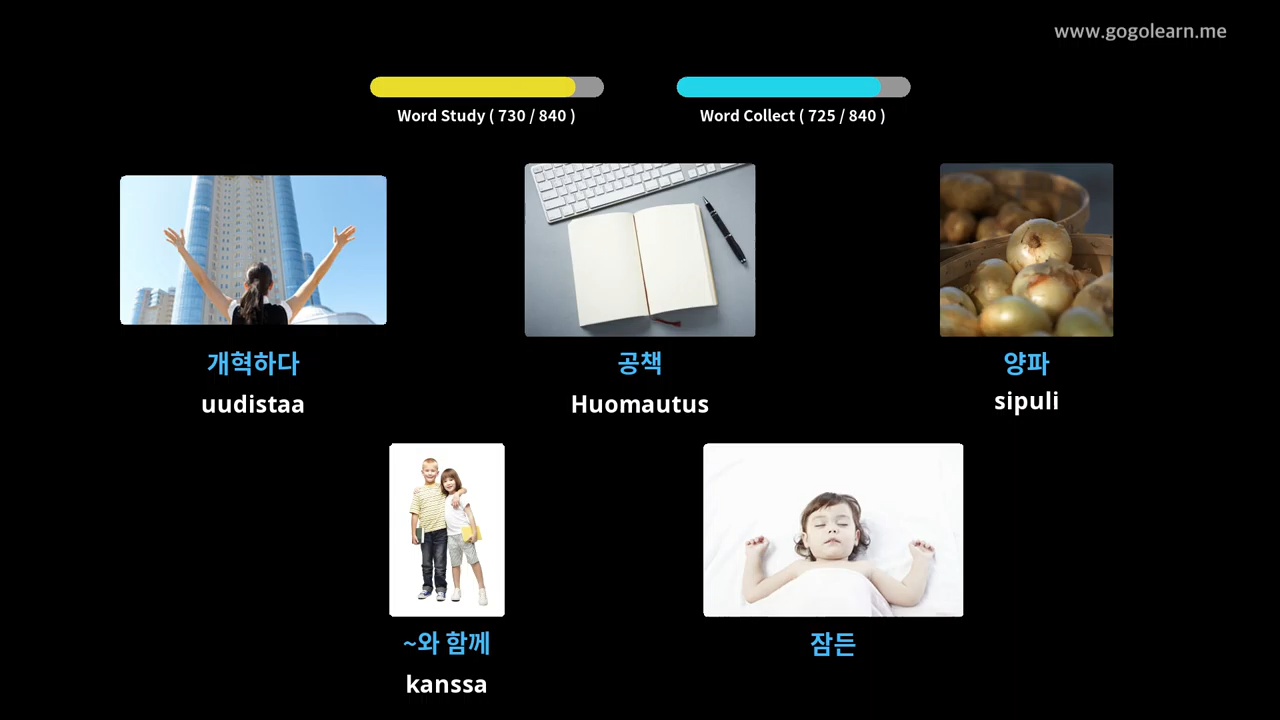 www.gogolearn.me
Word Study ( 730 / 840 )
Word Collect ( 725 / 840 )
개혁하다
uudistaa
공책
Huomautus
양파
sipuli
~와 함께
kanssa
잠든